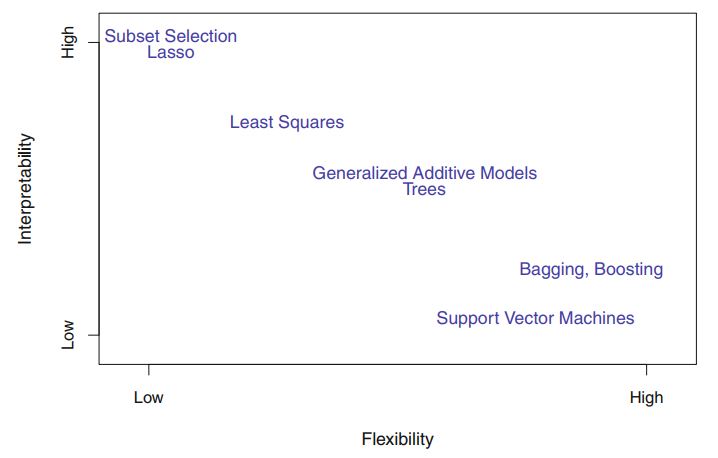 High
Subset Selection
Lasso
Least Squares
Generalized Additive Models
Trees
Interpretability
Bagging, Boosting
Support Vector Machines
Low
Low
High
Flexibility